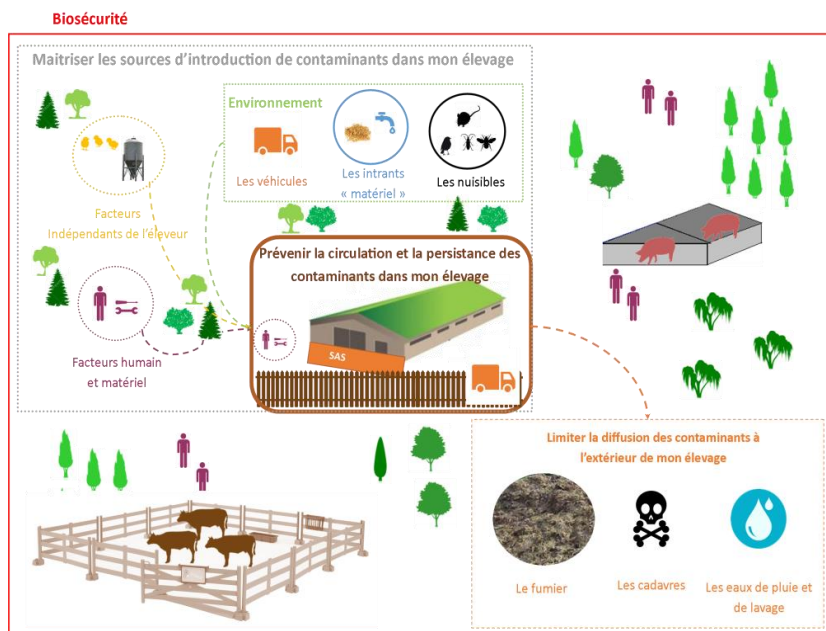 Biosécurité
Maitriser les sources d'introduction de contaminants dans mon élevage
Environnement
Les véhicules
Les intrants
« matériel »
Les nuisibles
Facteurs
Indépendants de l'éleveur
Prévenir la circulation et la persistance des
contaminants dans mon élevage
SAS
Facteurs humain
et matériel
Limiter la diffusion des contaminants à
l'extérieur de mon élevage
Le fumier
Les cadavres
Les eaux de pluie et
de lavage